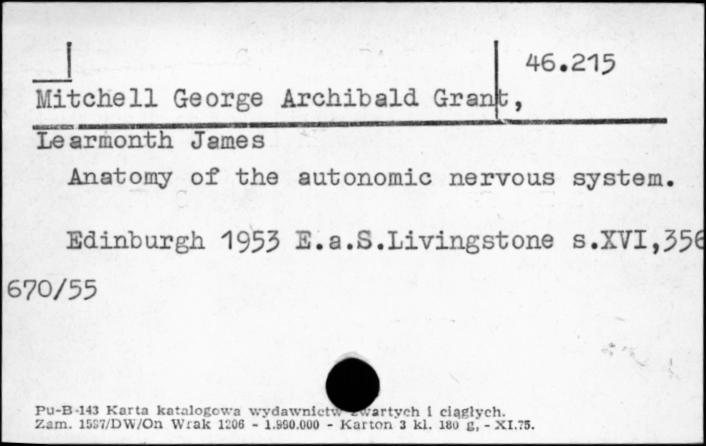 46.215
Mitchell George Archibald Grant,
Learmonth James
Anatomy of the autonomic nervous system.
Edinburgh 1953 E.a.S.Livingstone s.XVI,356
670/55
Pu-B-143 Karta katalogowa wydawnictw zwartych i ciągłych.
Zam. 1597/DW/On Wrak 1206 - 1.950.000 - Karton 3 kl. 180 g, - XI.75.